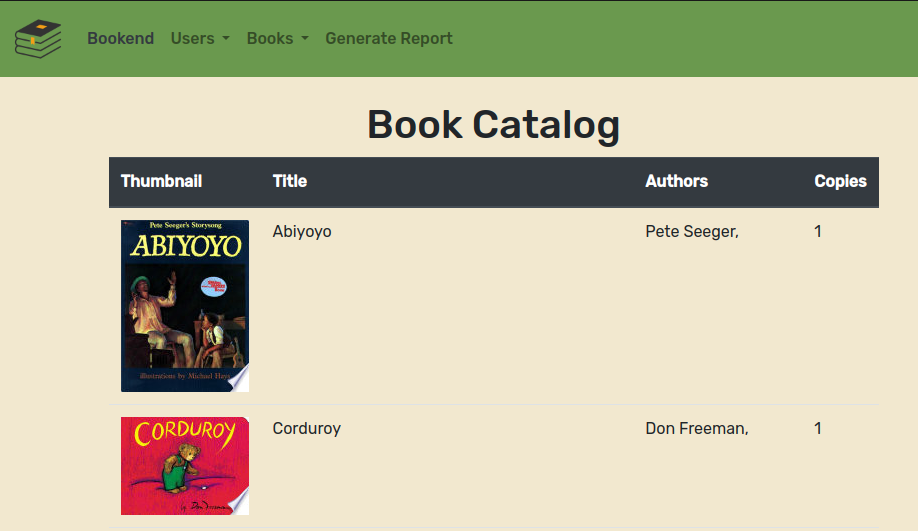 Bookend Users Books Generate Report
Book Catalog
Thumbnail Title Authors Copies
Pete Seeger's Storysong
ABIYOYO
illustrations by Michael Hays
Abiyoyo Pete Seeger, 1
CORDUROY
by Don Freeman
Corduroy Don Freeman, 1